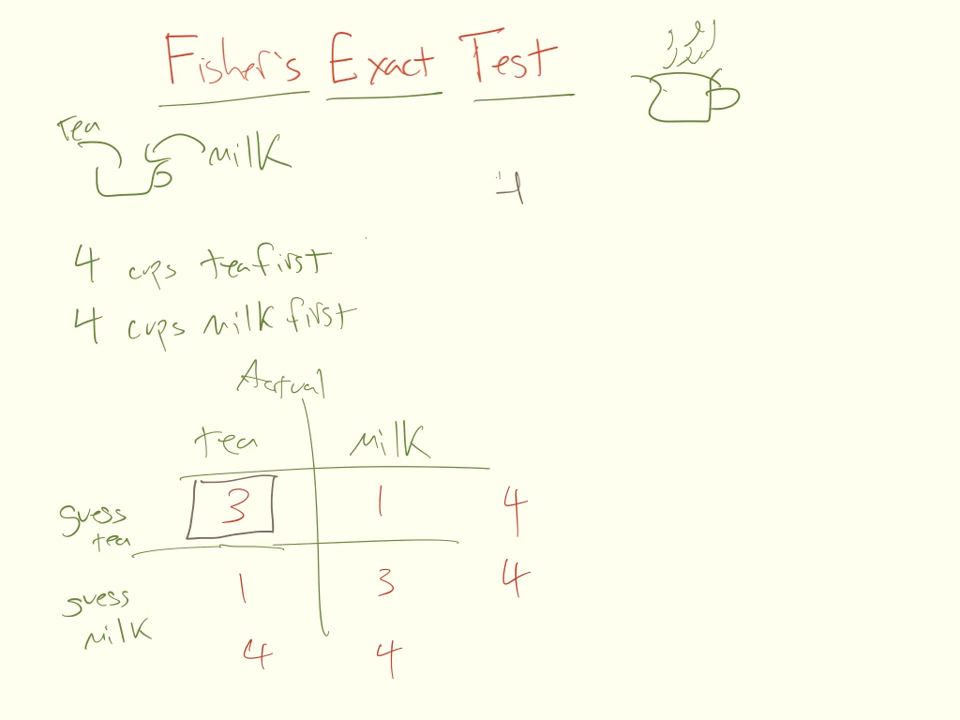 Fisher's Exact Test
Tea
milk
4
4 cups tea first
4 cups milk first
Actual
tea milk
guess tea 3 1 4
guess milk 1 3 4
4 4